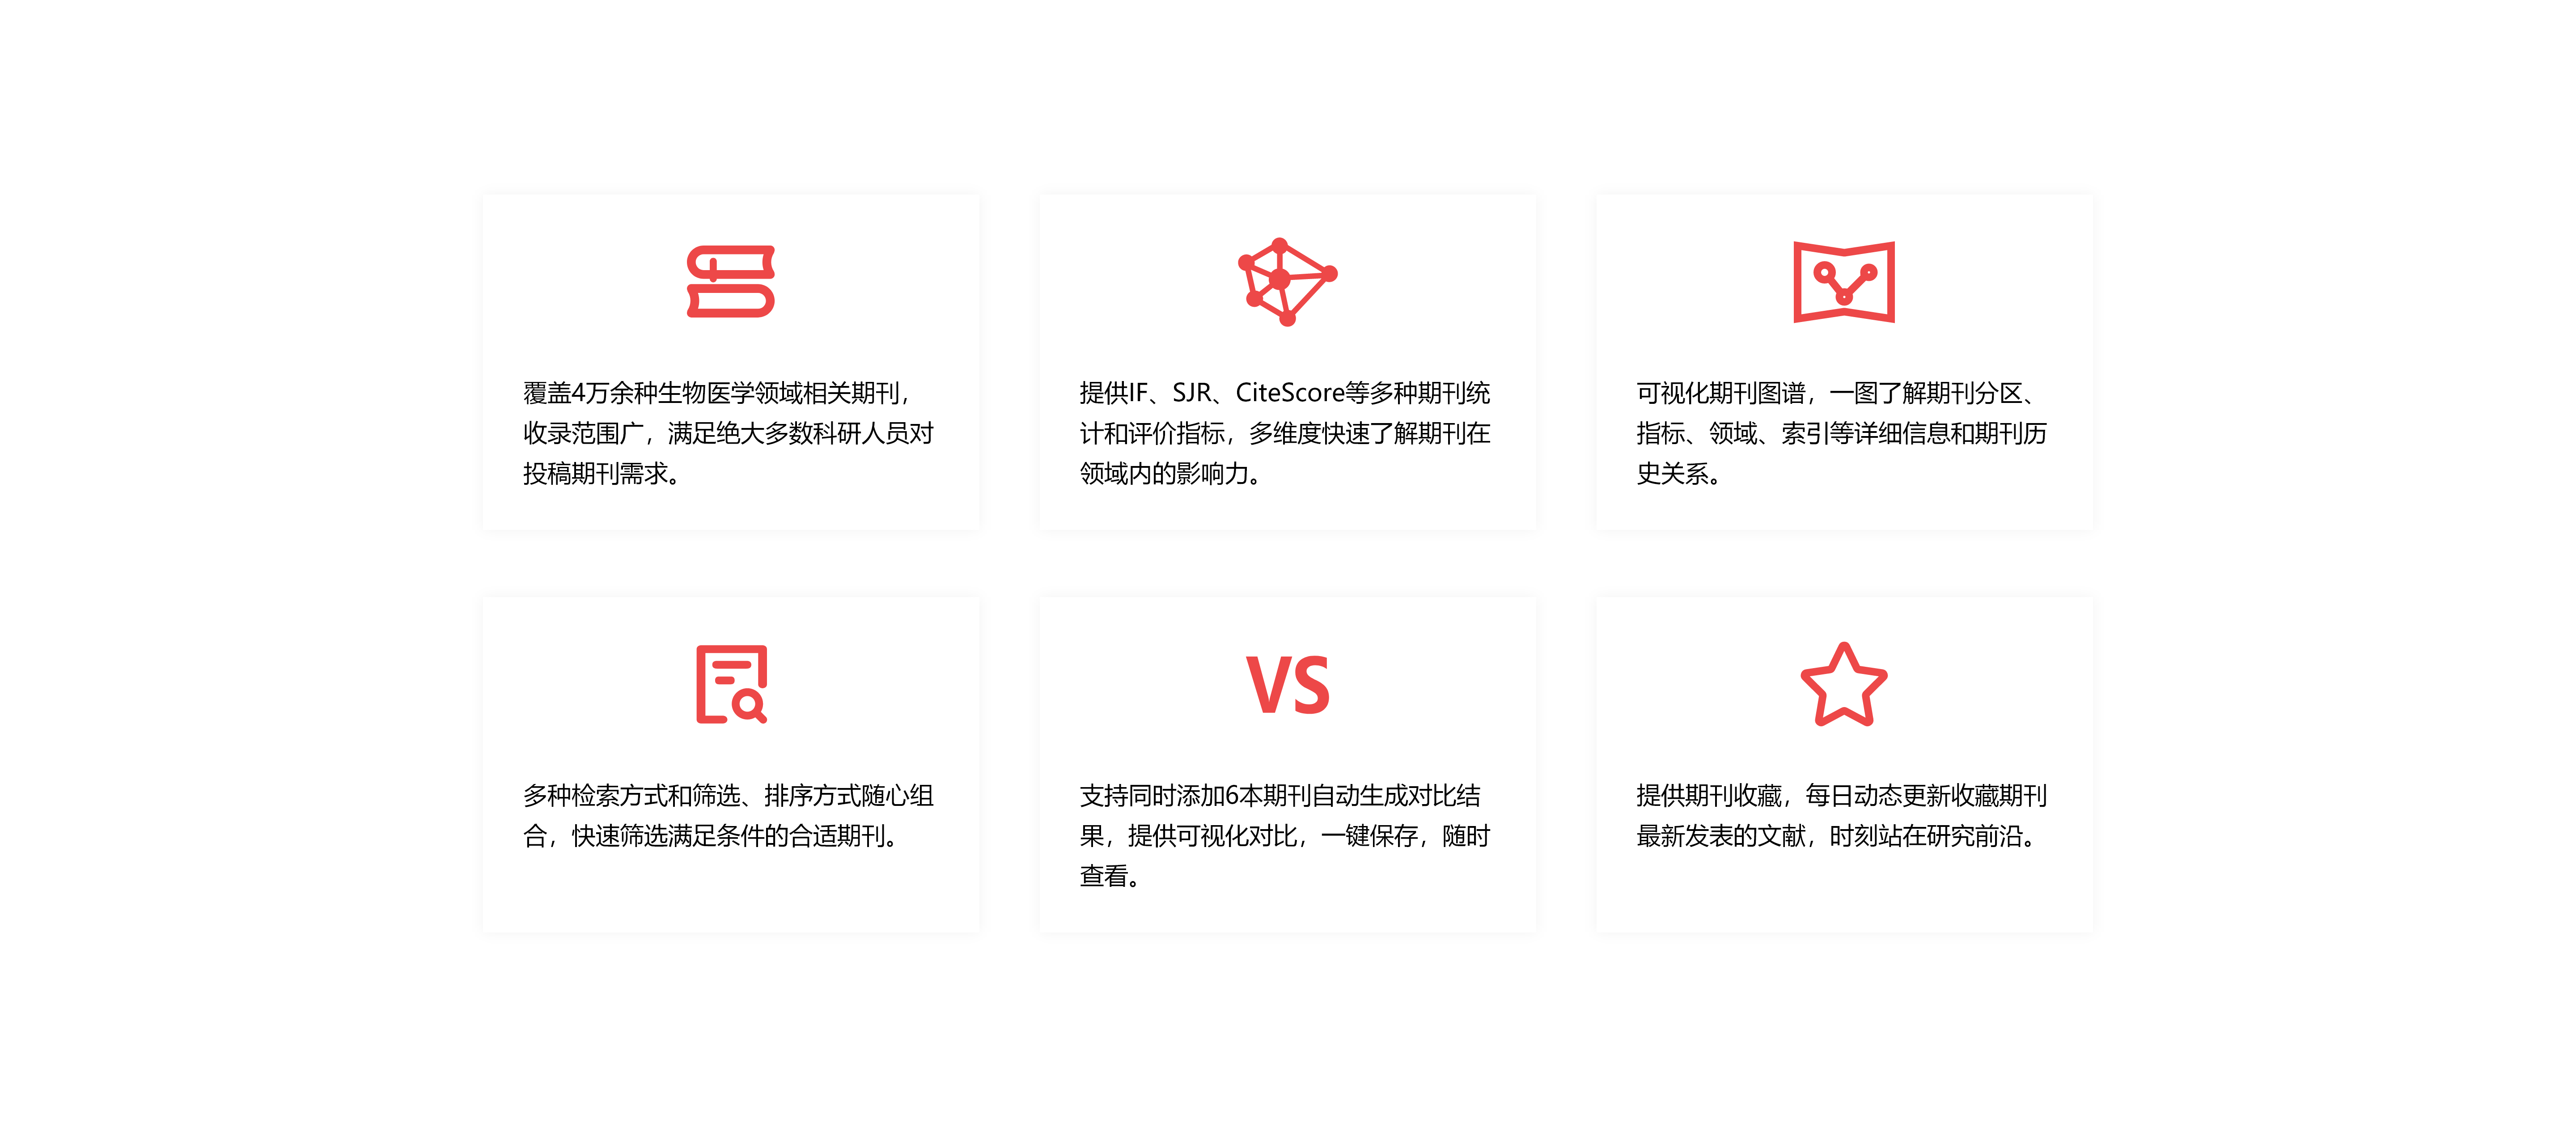 覆盖4万余种生物医学领域相关期刊，
收录范围广，满足绝大多数科研人员对
投稿期刊需求。
提供IF、SJR、CiteScore等多种期刊统
计和评价指标，多维度快速了解期刊在
领域内的影响力。
可视化期刊图谱，一图了解期刊分区、
指标、领域、索引等详细信息和期刊历
史关系。
多种检索方式和筛选、排序方式随心组
合，快速筛选满足条件的合适期刊。
VS
支持同时添加6本期刊自动生成对比结
果，提供可视化对比，一键保存，随时
查看。
提供期刊收藏，每日动态更新收藏期刊
最新发表的文献，时刻站在研究前沿。